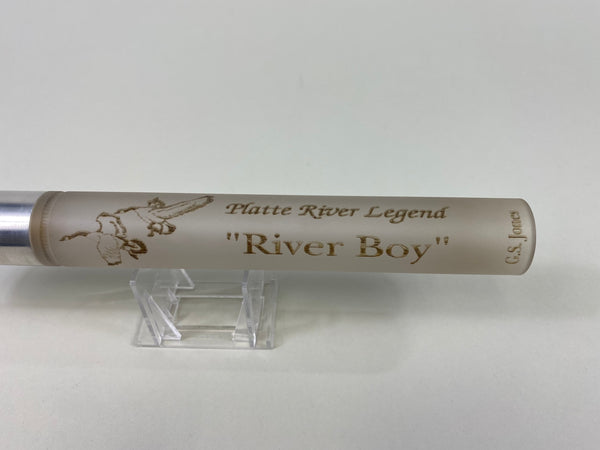 Platte River Legend
"River Boy"
G.S. Jones